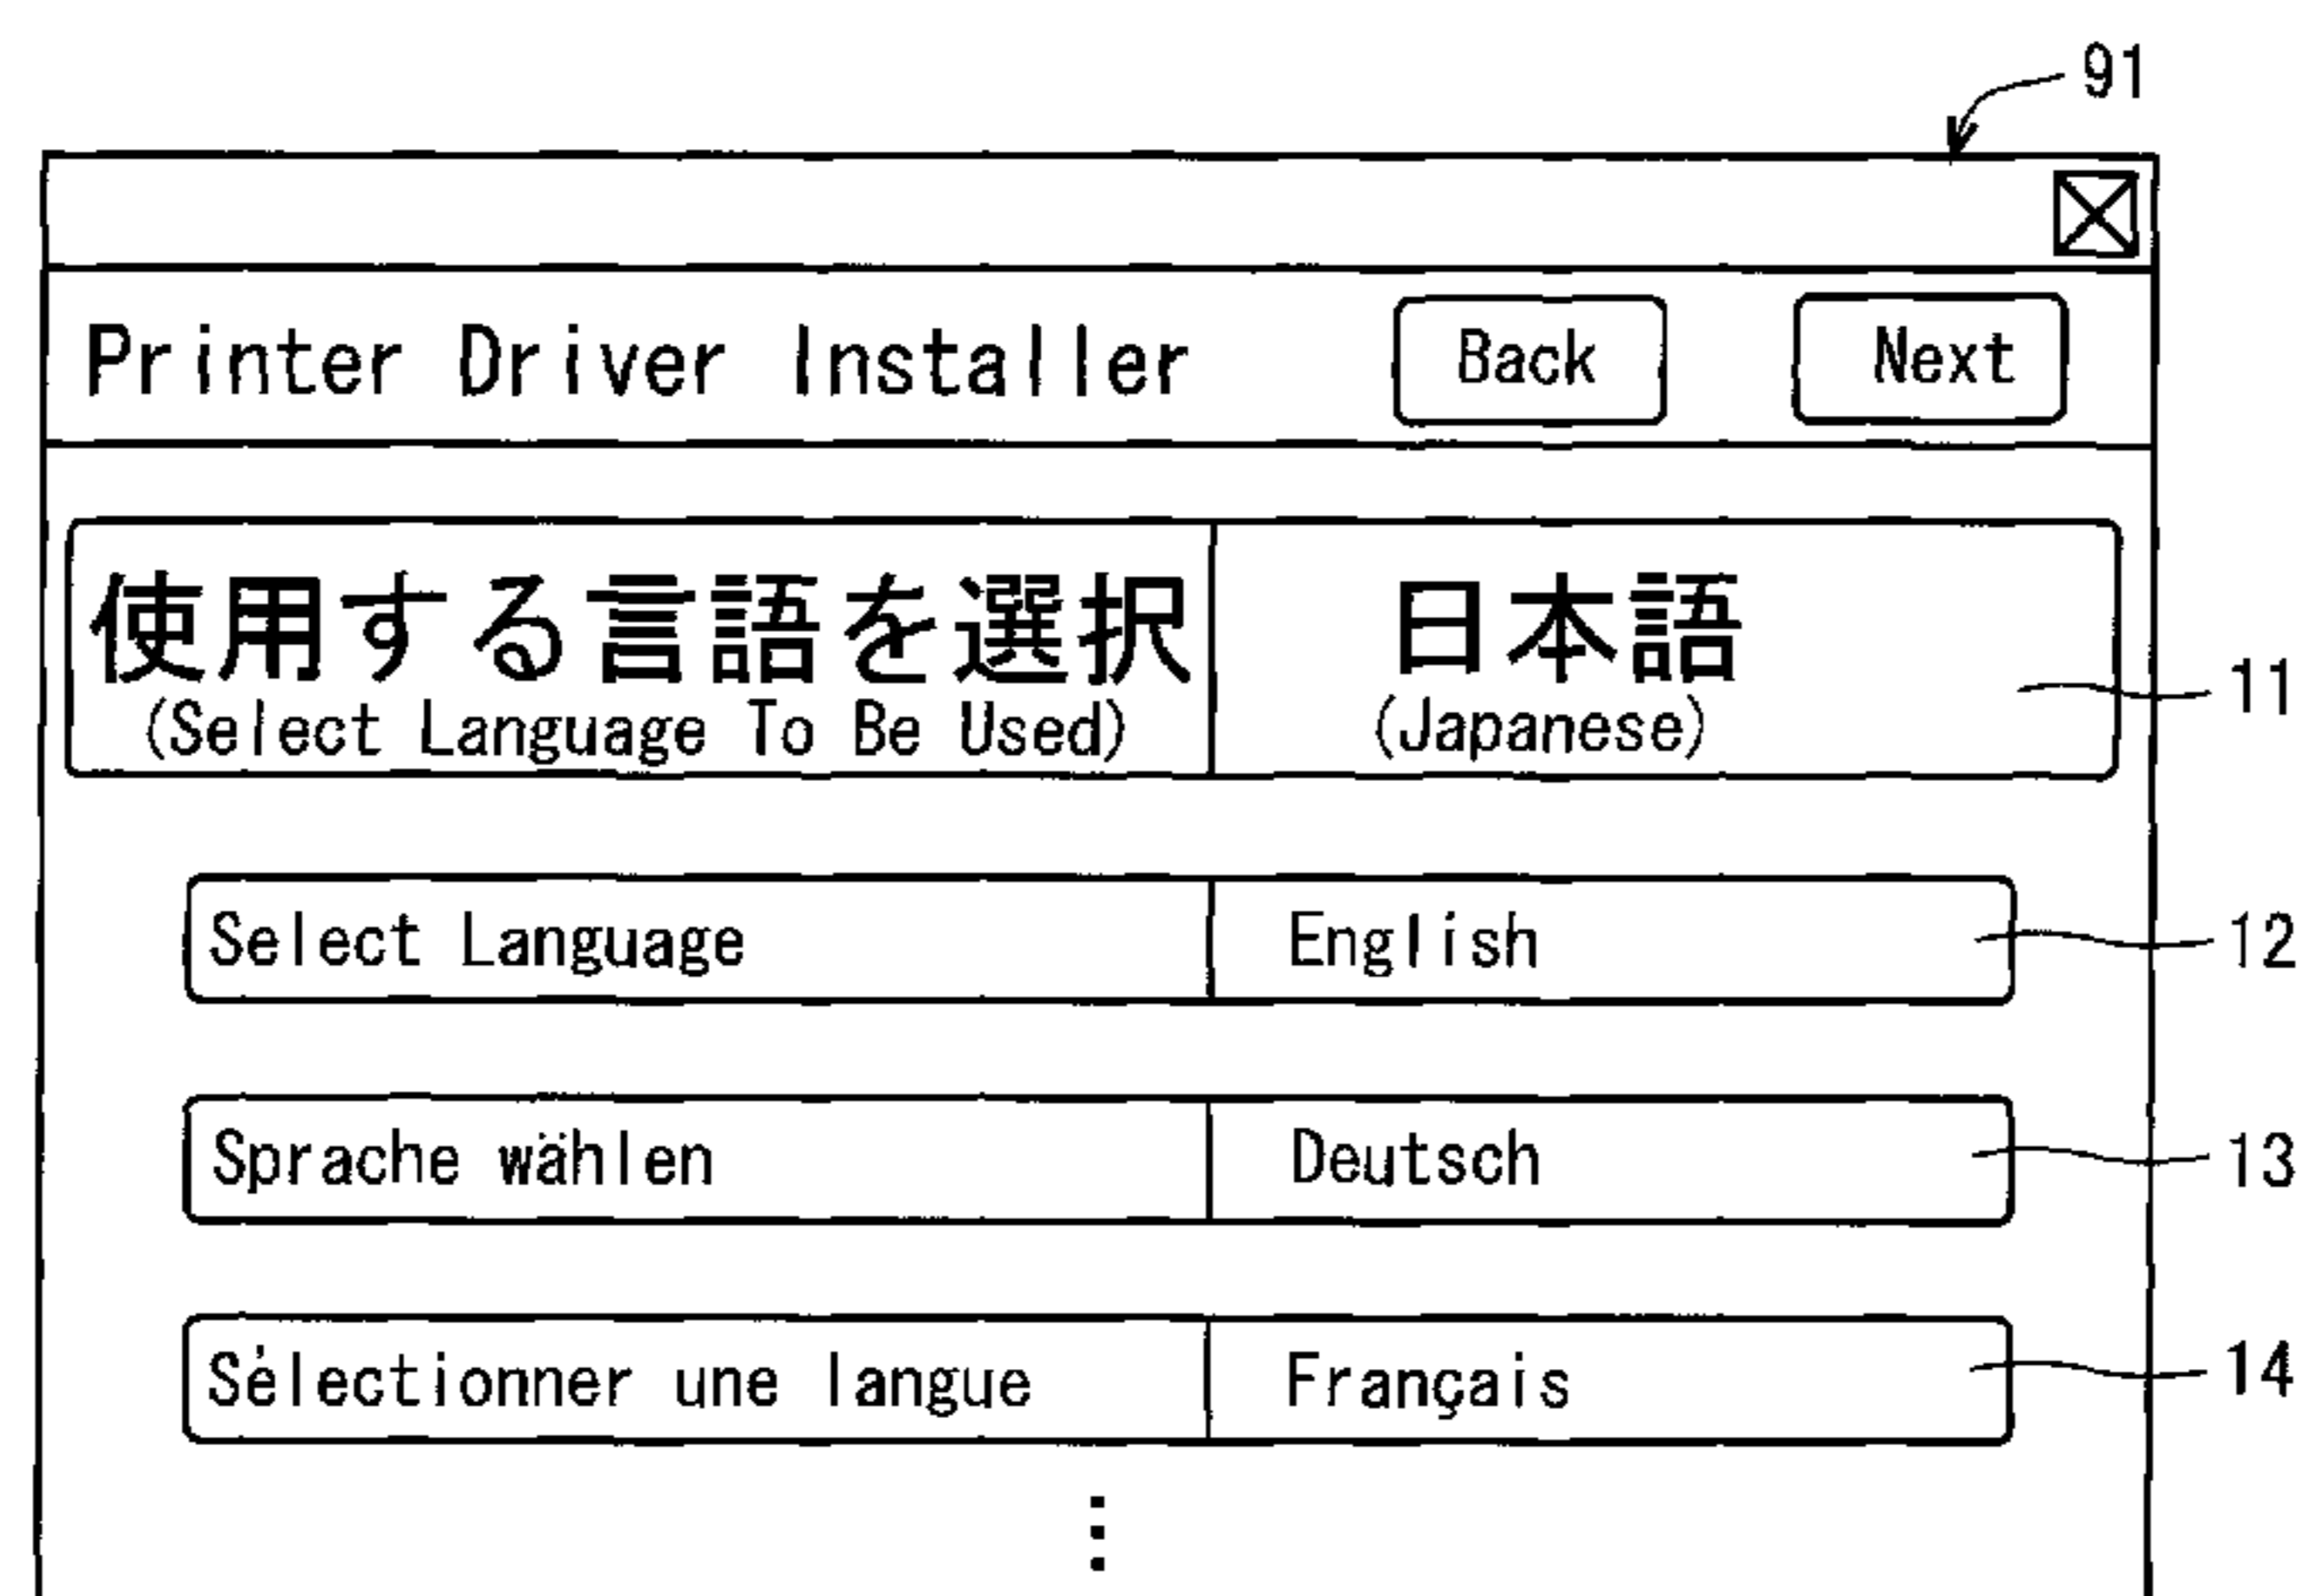 91
Printer Driver Installer Back Next
使用する言語を選択 日本語
(Select Language To Be Used) (Japanese)
11
Select Language English 12
Sprache wählen Deutsch 13
Sélectionner une langue Français 14